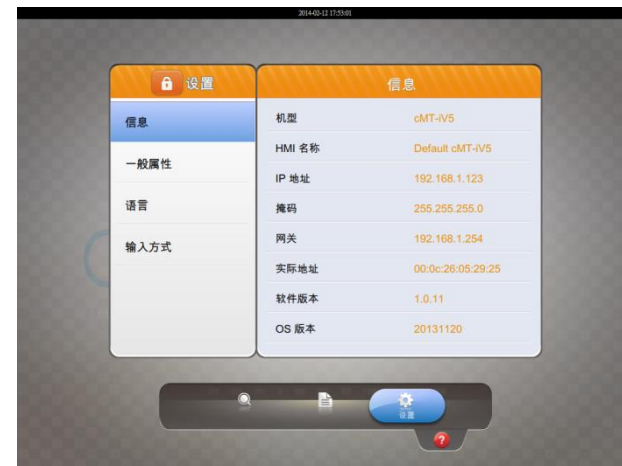 2014-02-12 17:53:01
设置
信息
信息
一般属性
语言
输入方式
机型 cMT-iV5
HMI 名称 Default cMT-iV5
IP 地址 192.168.1.123
掩码 255.255.255.0
网关 192.168.1.254
实际地址 00:0c:26:05:29:25
软件版本 1.0.11
OS 版本 20131120
设置
?